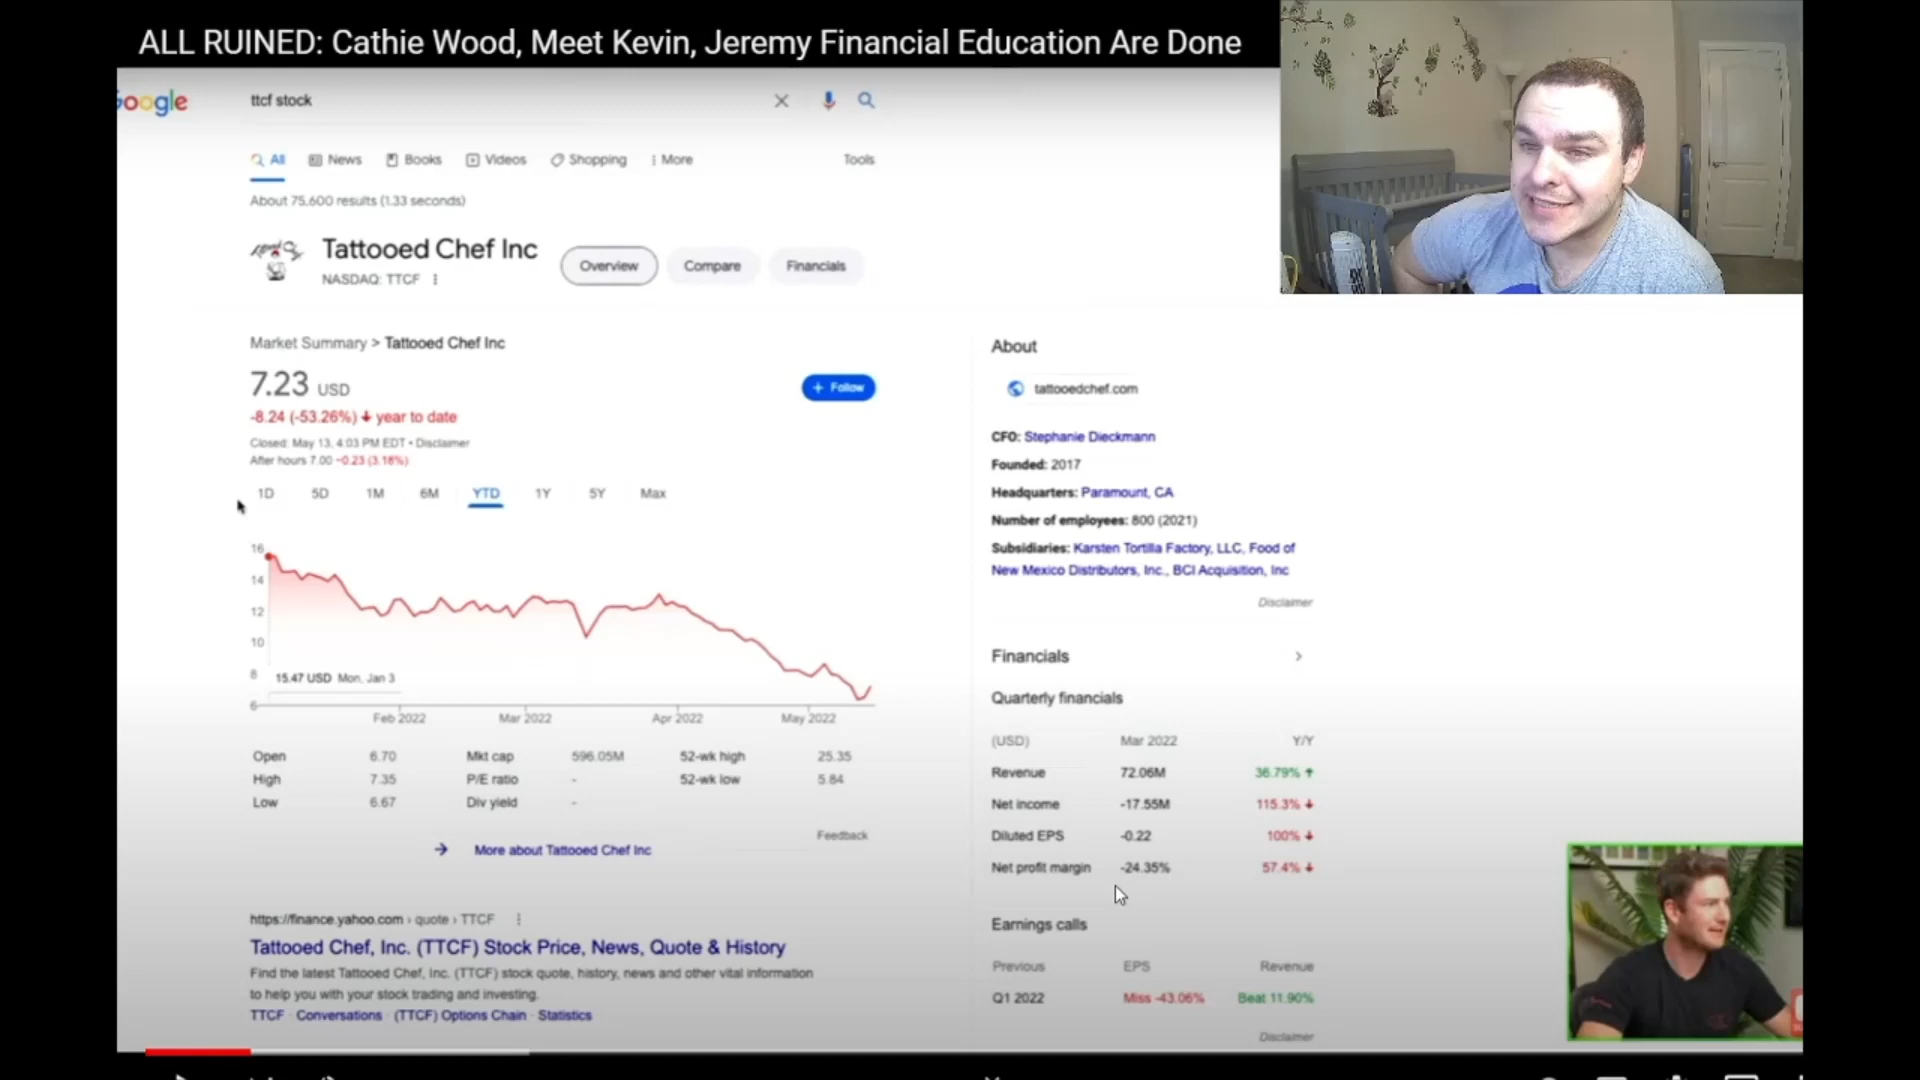 ALL RUINED: Cathie Wood, Meet Kevin, Jeremy Financial Education Are Done
Google
ttcf stock
All News Books Videos Shopping More Tools
About 75,600 results (1.33 seconds)
Tattooed Chef Inc
NASDAQ: TTCF
Overview Compare Financials
Market Summary > Tattooed Chef Inc
7.23 USD
+ Follow
-8.24 (-53.26%) year to date
Closed: May 13, 4:03 PM EDT • Disclaimer
After hours 7.00 −0.23 (3.18%)
1D 5D 1M 6M YTD 1Y 5Y Max
16
14
12
10
8
6
15.47 USD Mon, Jan 3
Feb 2022 Mar 2022 Apr 2022 May 2022
Open 6.70 Mkt cap 596.05M 52-wk high 25.35
High 7.35 P/E ratio - 52-wk low 5.84
Low 6.67 Div yield -
Feedback
More about Tattooed Chef Inc
https://finance.yahoo.com › quote › TTCF
Tattooed Chef, Inc. (TTCF) Stock Price, News, Quote & History
Find the latest Tattooed Chef, Inc. (TTCF) stock quote, history, news and other vital information
to help you with your stock trading and investing.
TTCF · Conversations · (TTCF) Options Chain · Statistics
About
tattooedchef.com
CFO: Stephanie Dieckmann
Founded: 2017
Headquarters: Paramount, CA
Number of employees: 800 (2021)
Subsidiaries: Karsten Tortilla Factory, LLC, Food of
New Mexico Distributors, Inc., BCI Acquisition, Inc
Disclaimer
Financials
Quarterly financials
(USD) Mar 2022 Y/Y
Revenue 72.06M 36.79%
Net income -17.55M 115.3%
Diluted EPS -0.22 100%
Net profit margin -24.35% 57.4%
Earnings calls
Previous EPS Revenue
Q1 2022 Miss -43.06% Beat 11.90%
Disclaimer